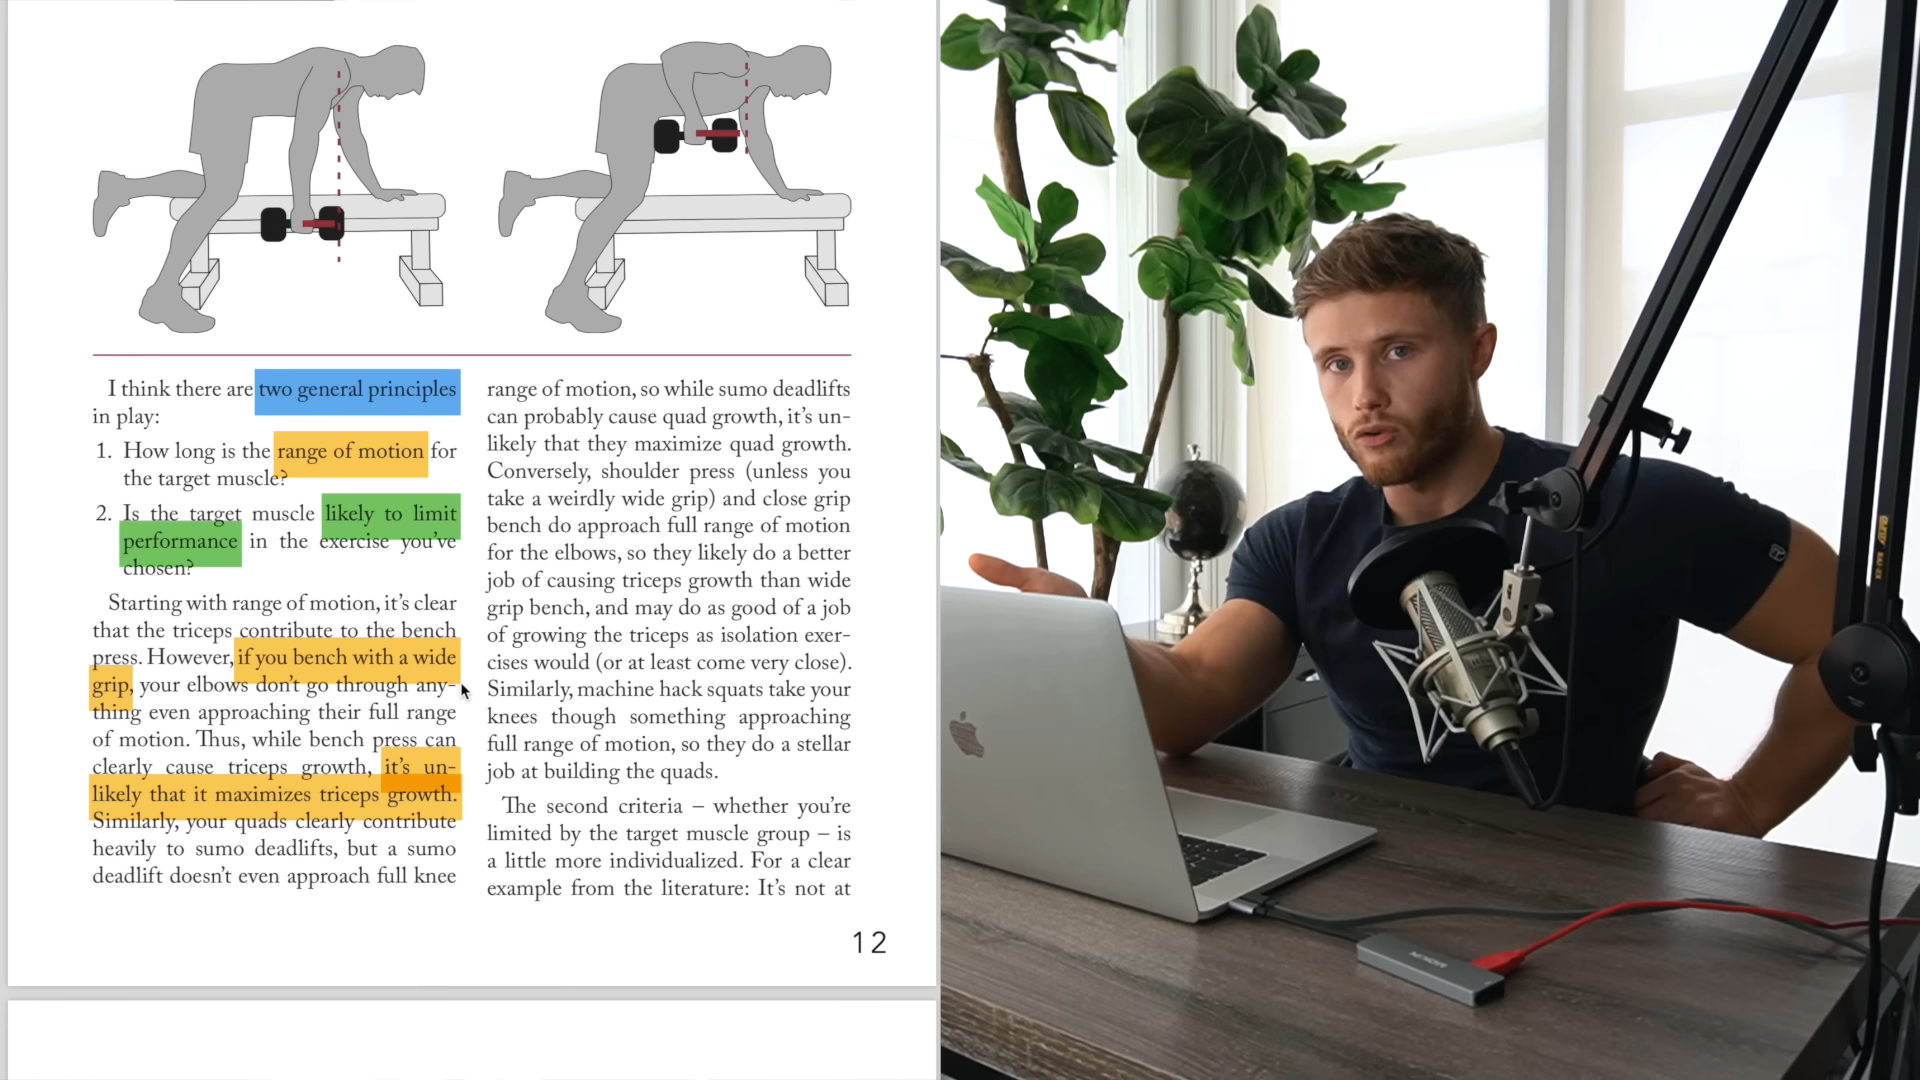 I think there are two general principles
in play:
1. How long is the range of motion for
the target muscle?
2. Is the target muscle likely to limit
performance in the exercise you've
chosen?
Starting with range of motion, it's clear
that the triceps contribute to the bench
press. However, if you bench with a wide
grip, your elbows don't go through any-
thing even approaching their full range
of motion. Thus, while bench press can
clearly cause triceps growth, it's un-
likely that it maximizes triceps growth.
Similarly, your quads clearly contribute
heavily to sumo deadlifts, but a sumo
deadlift doesn't even approach full knee
range of motion, so while sumo deadlifts
can probably cause quad growth, it's un-
likely that they maximize quad growth.
Conversely, shoulder press (unless you
take a weirdly wide grip) and close grip
bench do approach full range of motion
for the elbows, so they likely do a better
job of causing triceps growth than wide
grip bench, and may do as good of a job
of growing the triceps as isolation exer-
cises would (or at least come very close).
Similarly, machine hack squats take your
knees though something approaching
full range of motion, so they do a stellar
job at building the quads.
The second criteria – whether you're
limited by the target muscle group – is
a little more individualized. For a clear
example from the literature: It's not at
12